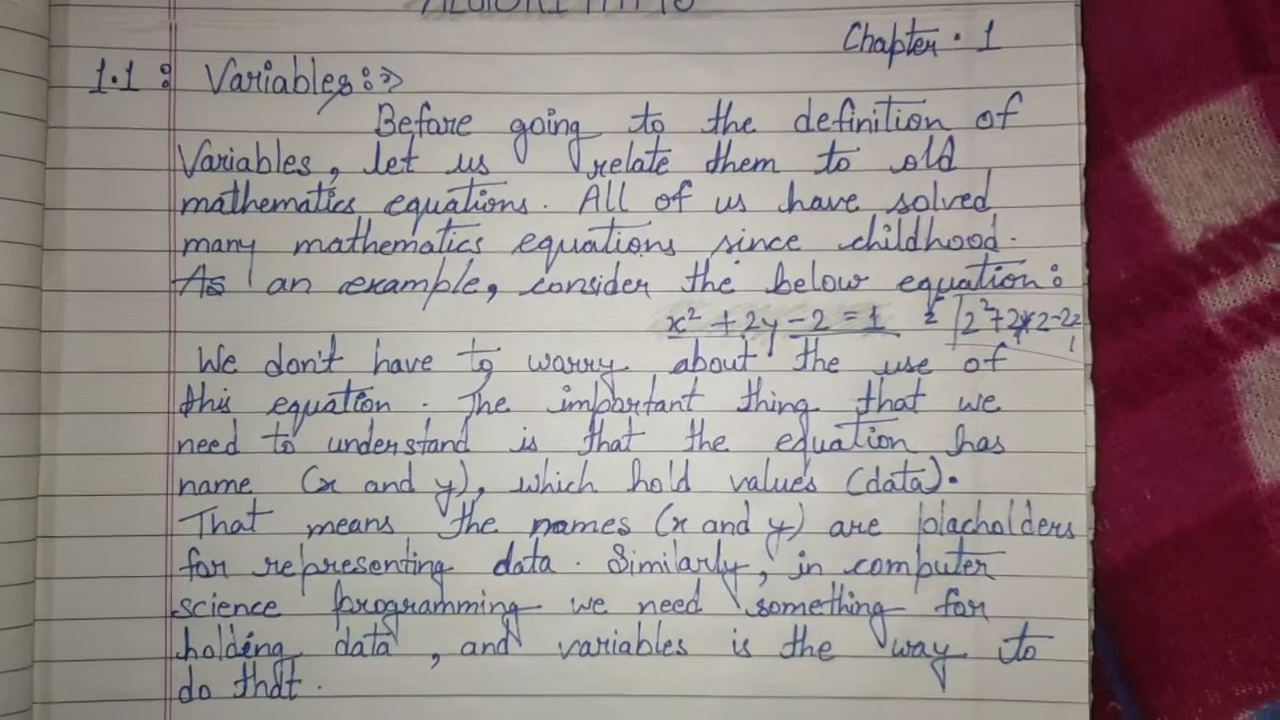 ALGORITHMS
Chapter · 1
1.1 : Variables :⇒
Before going to the definition of
Variables, let us relate them to old
mathematics equations. All of us have solved
many mathematics equations since childhood.
As an example, consider the below equation :
x² + 2y - 2 = 1
We don't have to worry about the use of
this equation. The important thing that we
need to understand is that the equation has
name (x and y), which hold values (data).
That means the names (x and y) are placholders
for representing data. Similarly, in computer
science programming we need something for
holding data, and variables is the way to
do that.